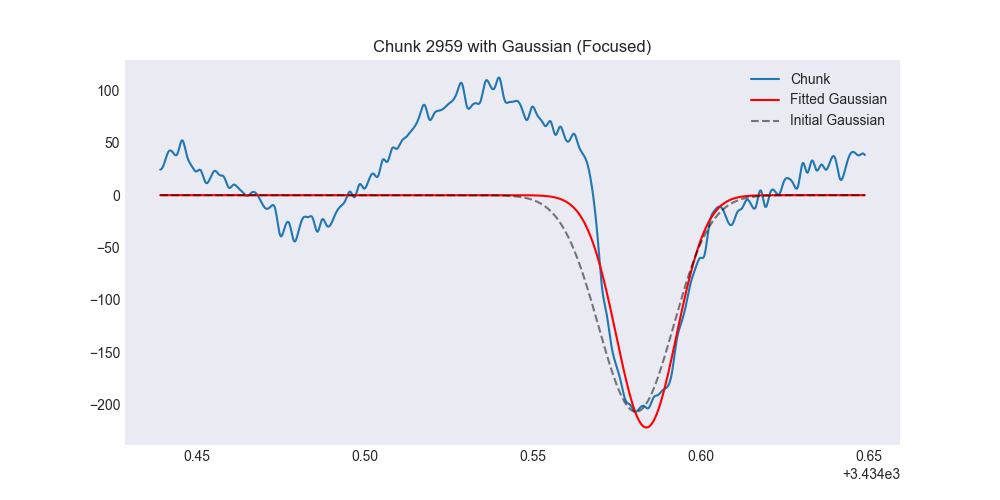 Chunk 2959 with Gaussian (Focused)
Chunk
Fitted Gaussian
Initial Gaussian
100
50
0
−50
−100
−150
−200
0.45 0.50 0.55 0.60 0.65
+3.434e3